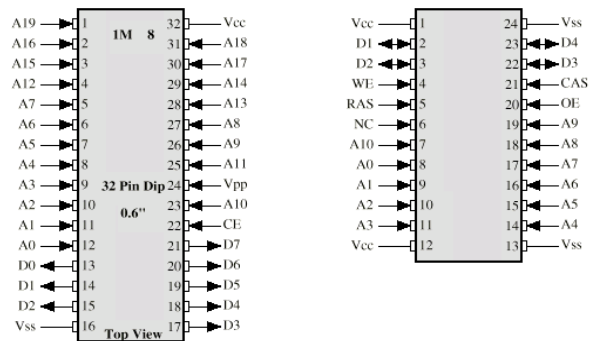 A19 1 32 Vcc
A16 2 1M 8 31 A18
A15 3 30 A17
A12 4 29 A14
A7 5 28 A13
A6 6 27 A8
A5 7 26 A9
A4 8 25 A11
A3 9 32 Pin Dip 24 Vpp
A2 10 0.6" 23 A10
A1 11 22 CE
A0 12 21 D7
D0 13 20 D6
D1 14 19 D5
D2 15 18 D4
Vss 16 Top View 17 D3
Vcc 1 24 Vss
D1 2 23 D4
D2 3 22 D3
WE 4 21 CAS
RAS 5 20 OE
NC 6 19 A9
A10 7 18 A8
A0 8 17 A7
A1 9 16 A6
A2 10 15 A5
A3 11 14 A4
Vcc 12 13 Vss